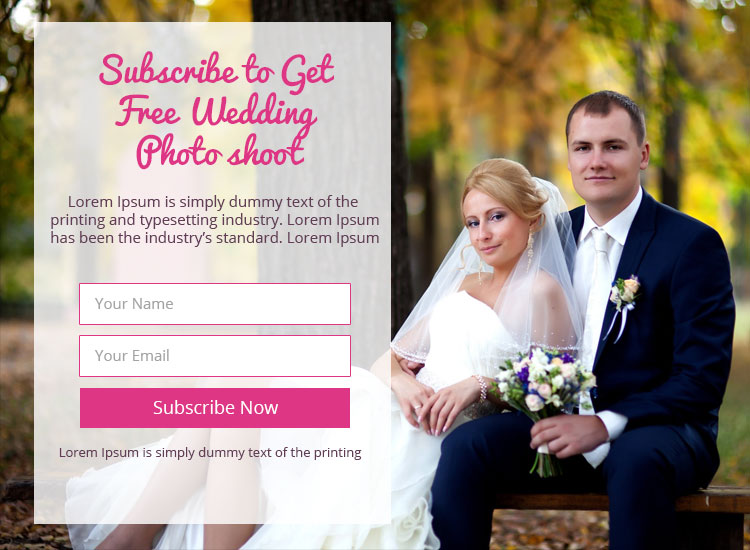 Subscribe to Get
Free Wedding
Photo shoot
Lorem Ipsum is simply dummy text of the
printing and typesetting industry. Lorem Ipsum
has been the industry’s standard. Lorem Ipsum
Your Name
Your Email
Subscribe Now
Lorem Ipsum is simply dummy text of the printing